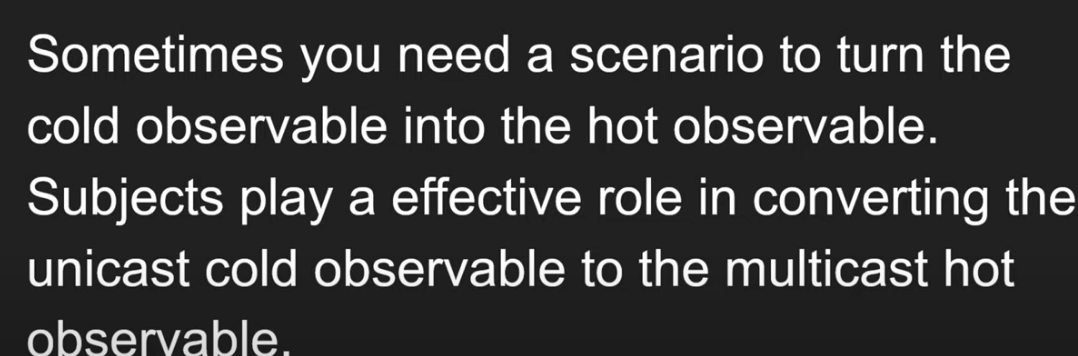 Sometimes you need a scenario to turn the
cold observable into the hot observable.
Subjects play a effective role in converting the
unicast cold observable to the multicast hot
observable.